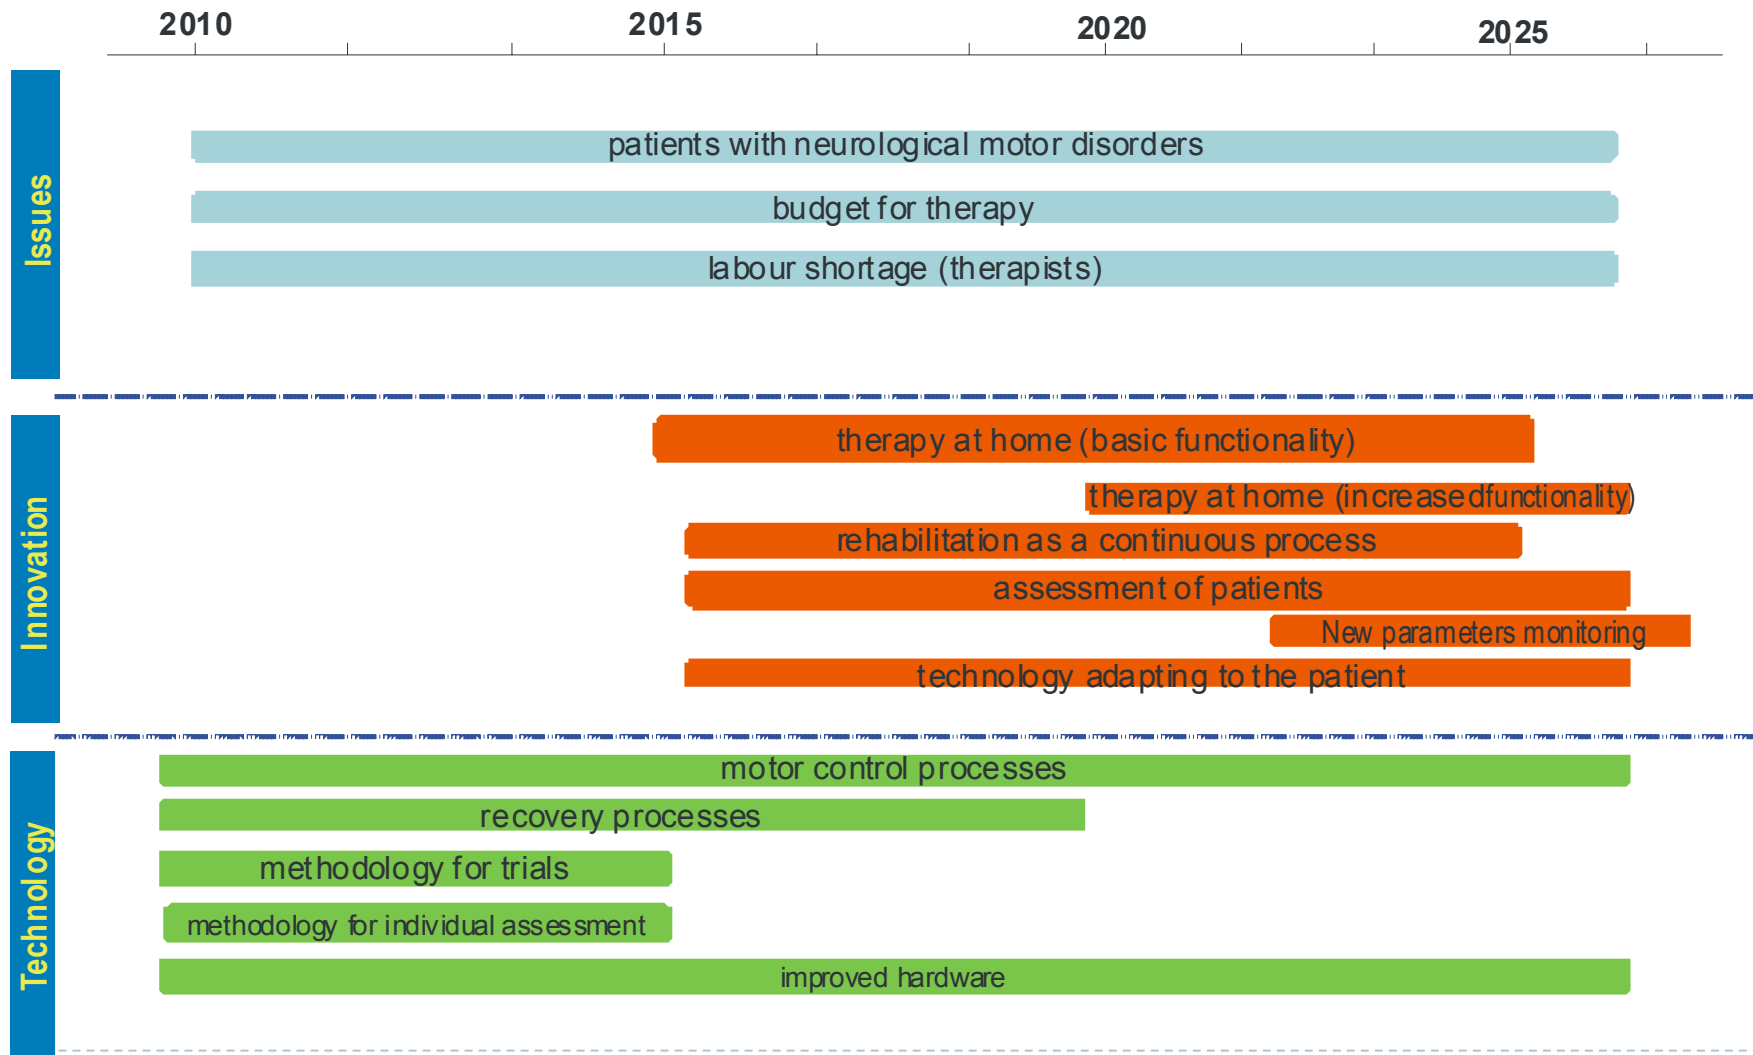 2010 2015 2020 2025
Issues
patients with neurological motor disorders
budget for therapy
labour shortage (therapists)
Innovation
therapy at home (basic functionality)
therapy at home (increasedfunctionality)
rehabilitation as a continuous process
assessment of patients
New parameters monitoring
technology adapting to the patient
Technology
motor control processes
recovery processes
methodology for trials
methodology for individual assessment
improved hardware